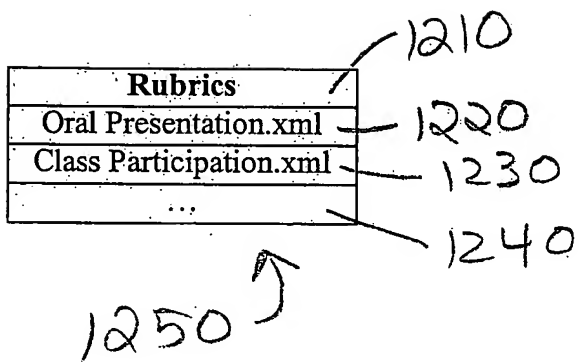 1210
Rubrics
Oral Presentation.xml 1220
Class Participation.xml 1230
...
1240
1250